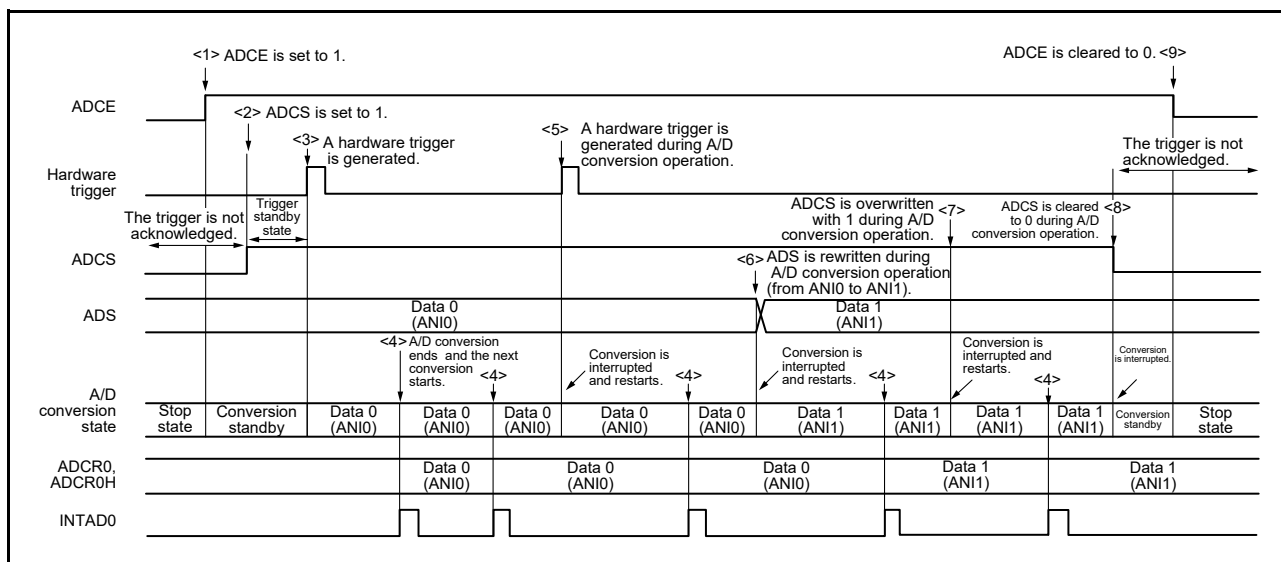 <1> ADCE is set to 1.
ADCE is cleared to 0. <9>
ADCE
<2> ADCS is set to 1.
<3> A hardware trigger
is generated.
<5> A hardware trigger is
generated during A/D
conversion operation.
The trigger is not
acknowledged.
Hardware
trigger
The trigger is not
acknowledged.
Trigger
standby
state
ADCS is overwritten <7>
with 1 during A/D
conversion operation.
ADCS is cleared <8>
to 0 during A/D
conversion operation.
ADCS
<6> ADS is rewritten during
A/D conversion operation
(from ANI0 to ANI1).
ADS
Data 0
(ANI0)
Data 1
(ANI1)
<4> A/D conversion
ends and the next
conversion
starts.
<4>
Conversion is
interrupted
and restarts.
<4>
Conversion is
interrupted
and restarts.
<4>
Conversion is
interrupted and
restarts.
<4>
Conversion
is interrupted.
A/D
conversion
state
Stop
state
Conversion
standby
Data 0
(ANI0)
Data 0
(ANI0)
Data 0
(ANI0)
Data 0
(ANI0)
Data 0
(ANI0)
Data 1
(ANI1)
Data 1
(ANI1)
Data 1
(ANI1)
Data 1
(ANI1)
Conversion
standby
Stop
state
ADCR0,
ADCR0H
Data 0
(ANI0)
Data 0
(ANI0)
Data 0
(ANI0)
Data 1
(ANI1)
Data 1
(ANI1)
INTAD0